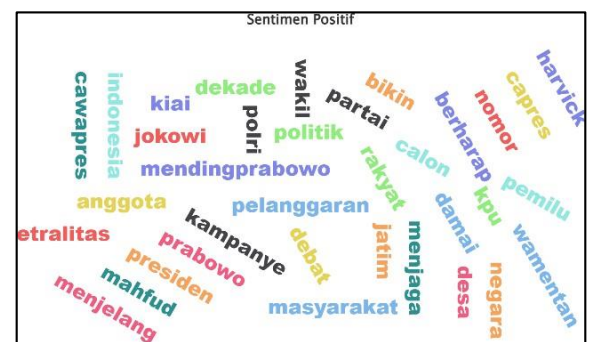 Sentimen Positif
cawapres
indonesia
kiai
dekade
wakil
partai
bikin
harvick
capres
nomor
berharap
jokowi
polri
politik
calon
mendingprabowo
rakyat
kpu
pemilu
anggota
pelanggaran
damai
wamentan
etralitas
kampanye
debat
jatim
menjaga
prabowo
presiden
mahfud
menjelang
masyarakat
desa
negara